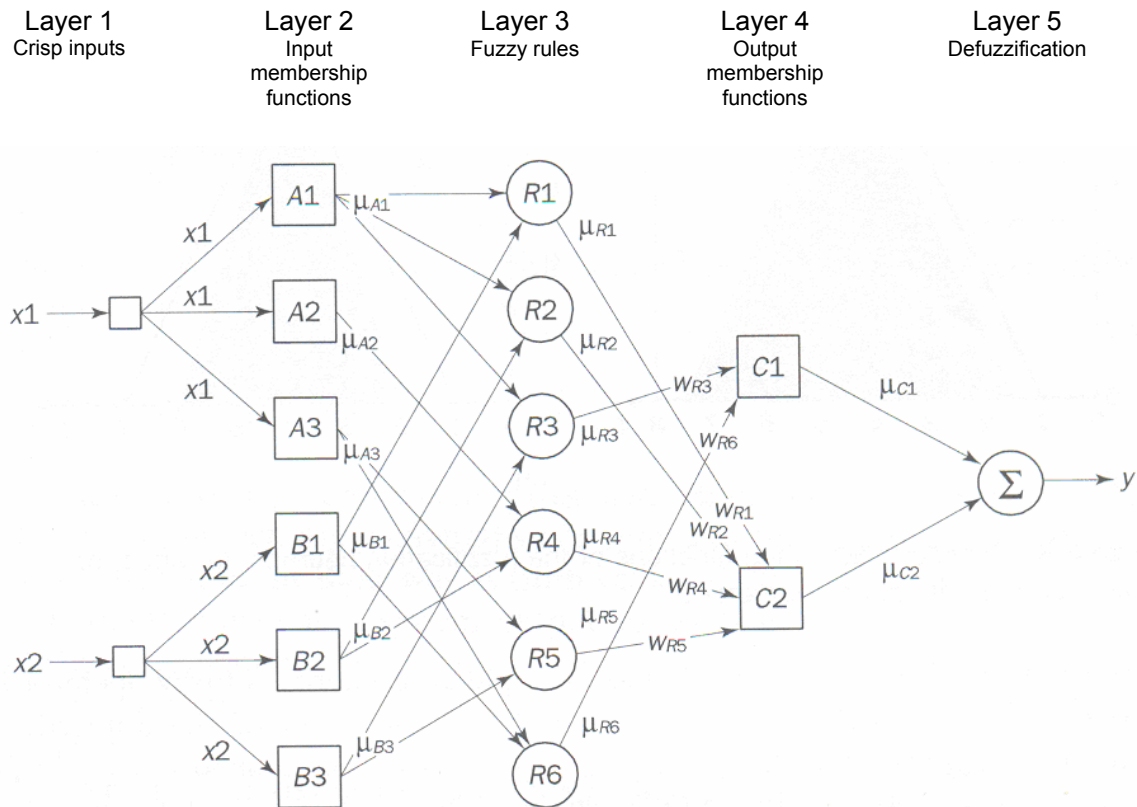 Layer 1 Layer 2 Layer 3 Layer 4 Layer 5
Crisp inputs Input Fuzzy rules Output Defuzzification
membership membership
functions functions
A1 μA1 R1
x1 μR1
x1 x1 A2 R2
μA2 μR2
C1
wR3 μC1
x1 A3 R3
μA3 μR3 wR6
Σ y
wR1
B1 μB1 R4 μR4 wR2
x2 wR4 C2 μC2
μR5
x2 x2 B2 μB2 R5 wR5
μR6
x2 B3 μB3 R6